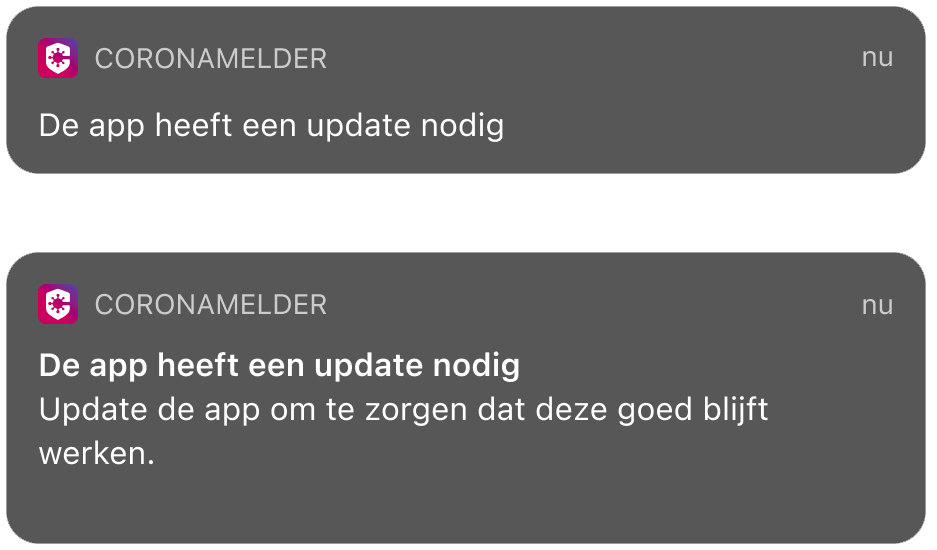 CORONAMELDER nu
De app heeft een update nodig
CORONAMELDER nu
De app heeft een update nodig
Update de app om te zorgen dat deze goed blijft
werken.